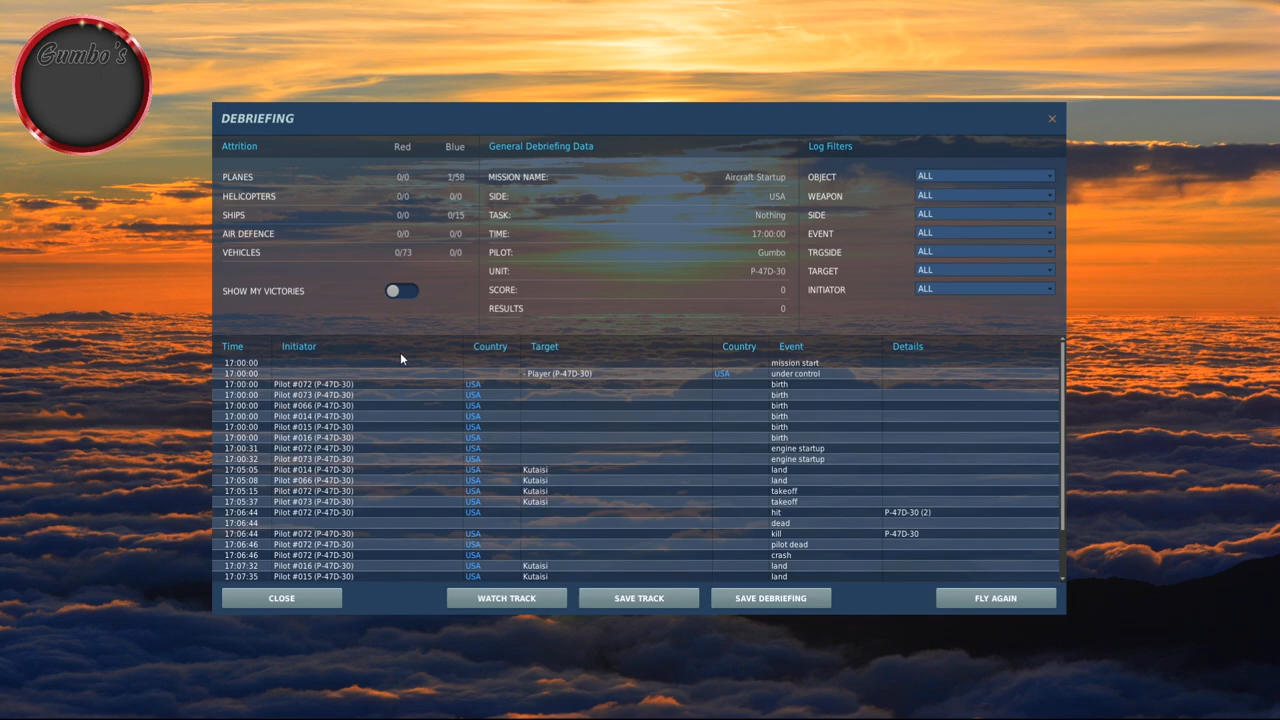 Gumbo's
DEBRIEFING
Attrition Red Blue
PLANES 0/0 1/58
HELICOPTERS 0/0 0/0
SHIPS 0/0 0/15
AIR DEFENCE 0/0 0/0
VEHICLES 0/73 0/0
SHOW MY VICTORIES
General Debriefing Data
MISSION NAME: Aircraft Startup
SIDE: USA
TASK: Nothing
TIME: 17:00:00
PILOT: Gumbo
UNIT: P-47D-30
SCORE: 0
RESULTS 0
Log Filters
OBJECT ALL
WEAPON ALL
SIDE ALL
EVENT ALL
TRGSIDE ALL
TARGET ALL
INITIATOR ALL
Time Initiator Country Target Country Event Details
17:00:00 mission start
17:00:00 - Player (P-47D-30) USA under control
17:00:00 Pilot #072 (P-47D-30) USA birth
17:00:00 Pilot #073 (P-47D-30) USA birth
17:00:00 Pilot #066 (P-47D-30) USA birth
17:00:00 Pilot #014 (P-47D-30) USA birth
17:00:00 Pilot #015 (P-47D-30) USA birth
17:00:00 Pilot #016 (P-47D-30) USA birth
17:00:31 Pilot #072 (P-47D-30) USA engine startup
17:00:32 Pilot #073 (P-47D-30) USA engine startup
17:05:05 Pilot #014 (P-47D-30) USA Kutaisi land
17:05:08 Pilot #066 (P-47D-30) USA Kutaisi land
17:05:15 Pilot #072 (P-47D-30) USA Kutaisi takeoff
17:05:37 Pilot #073 (P-47D-30) USA Kutaisi takeoff
17:06:44 Pilot #072 (P-47D-30) USA hit P-47D-30 (2)
17:06:44 dead
17:06:44 Pilot #072 (P-47D-30) USA kill P-47D-30
17:06:46 Pilot #072 (P-47D-30) USA pilot dead
17:06:46 Pilot #072 (P-47D-30) USA crash
17:07:32 Pilot #016 (P-47D-30) USA Kutaisi land
17:07:35 Pilot #015 (P-47D-30) USA Kutaisi land
CLOSE WATCH TRACK SAVE TRACK SAVE DEBRIEFING FLY AGAIN